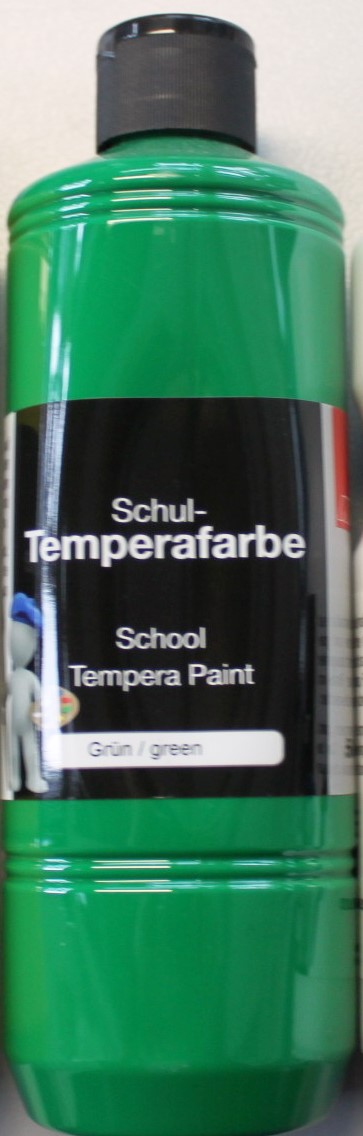 Schul-
Temperafarbe
School
Tempera Paint
Grün / green